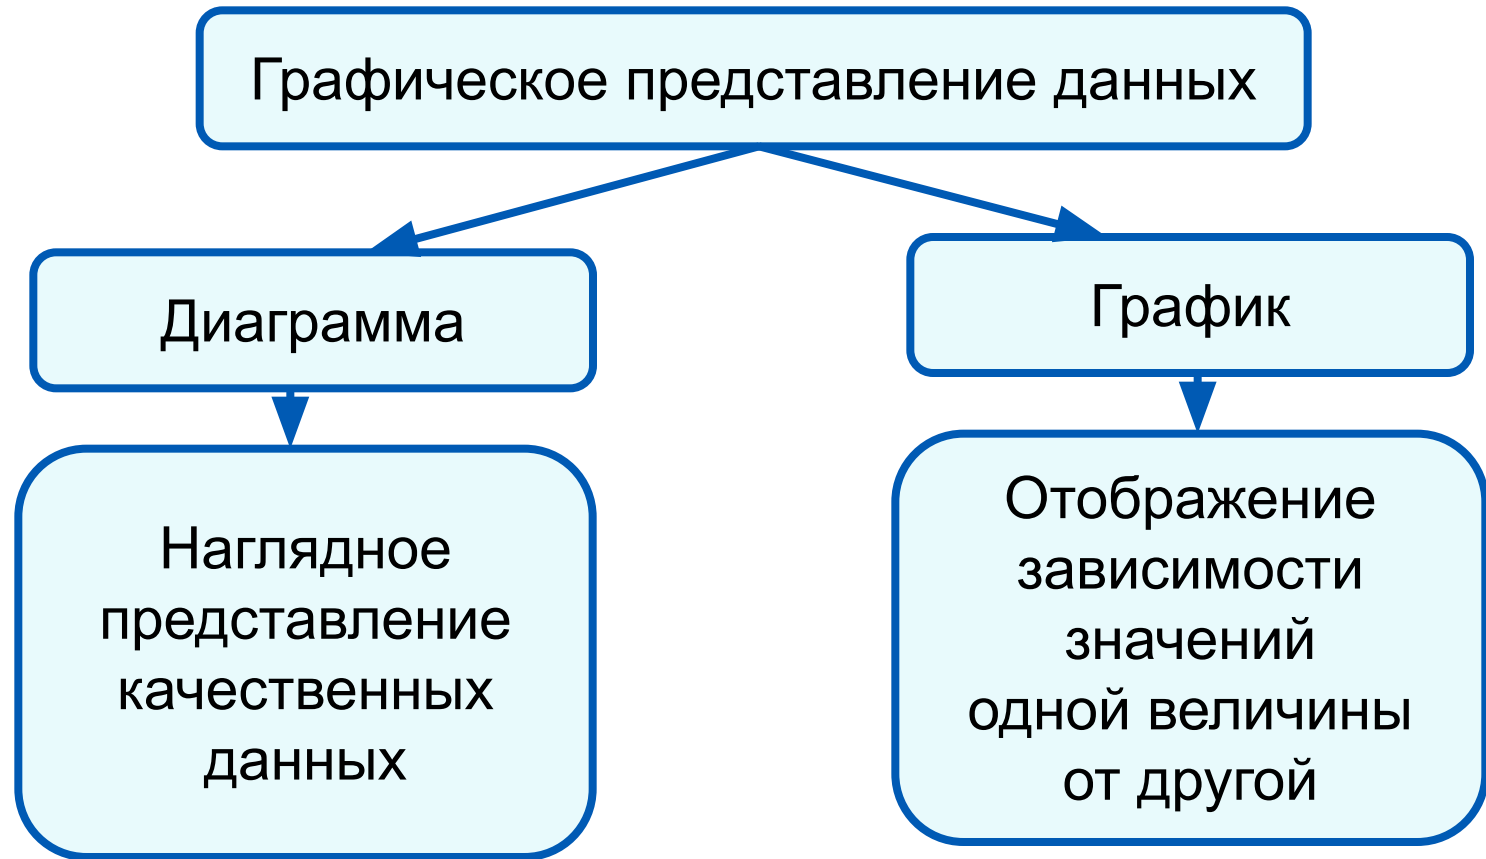 Графическое представление данных
Диаграмма
График
Наглядное
представление
качественных
данных
Отображение
зависимости
значений
одной величины
от другой